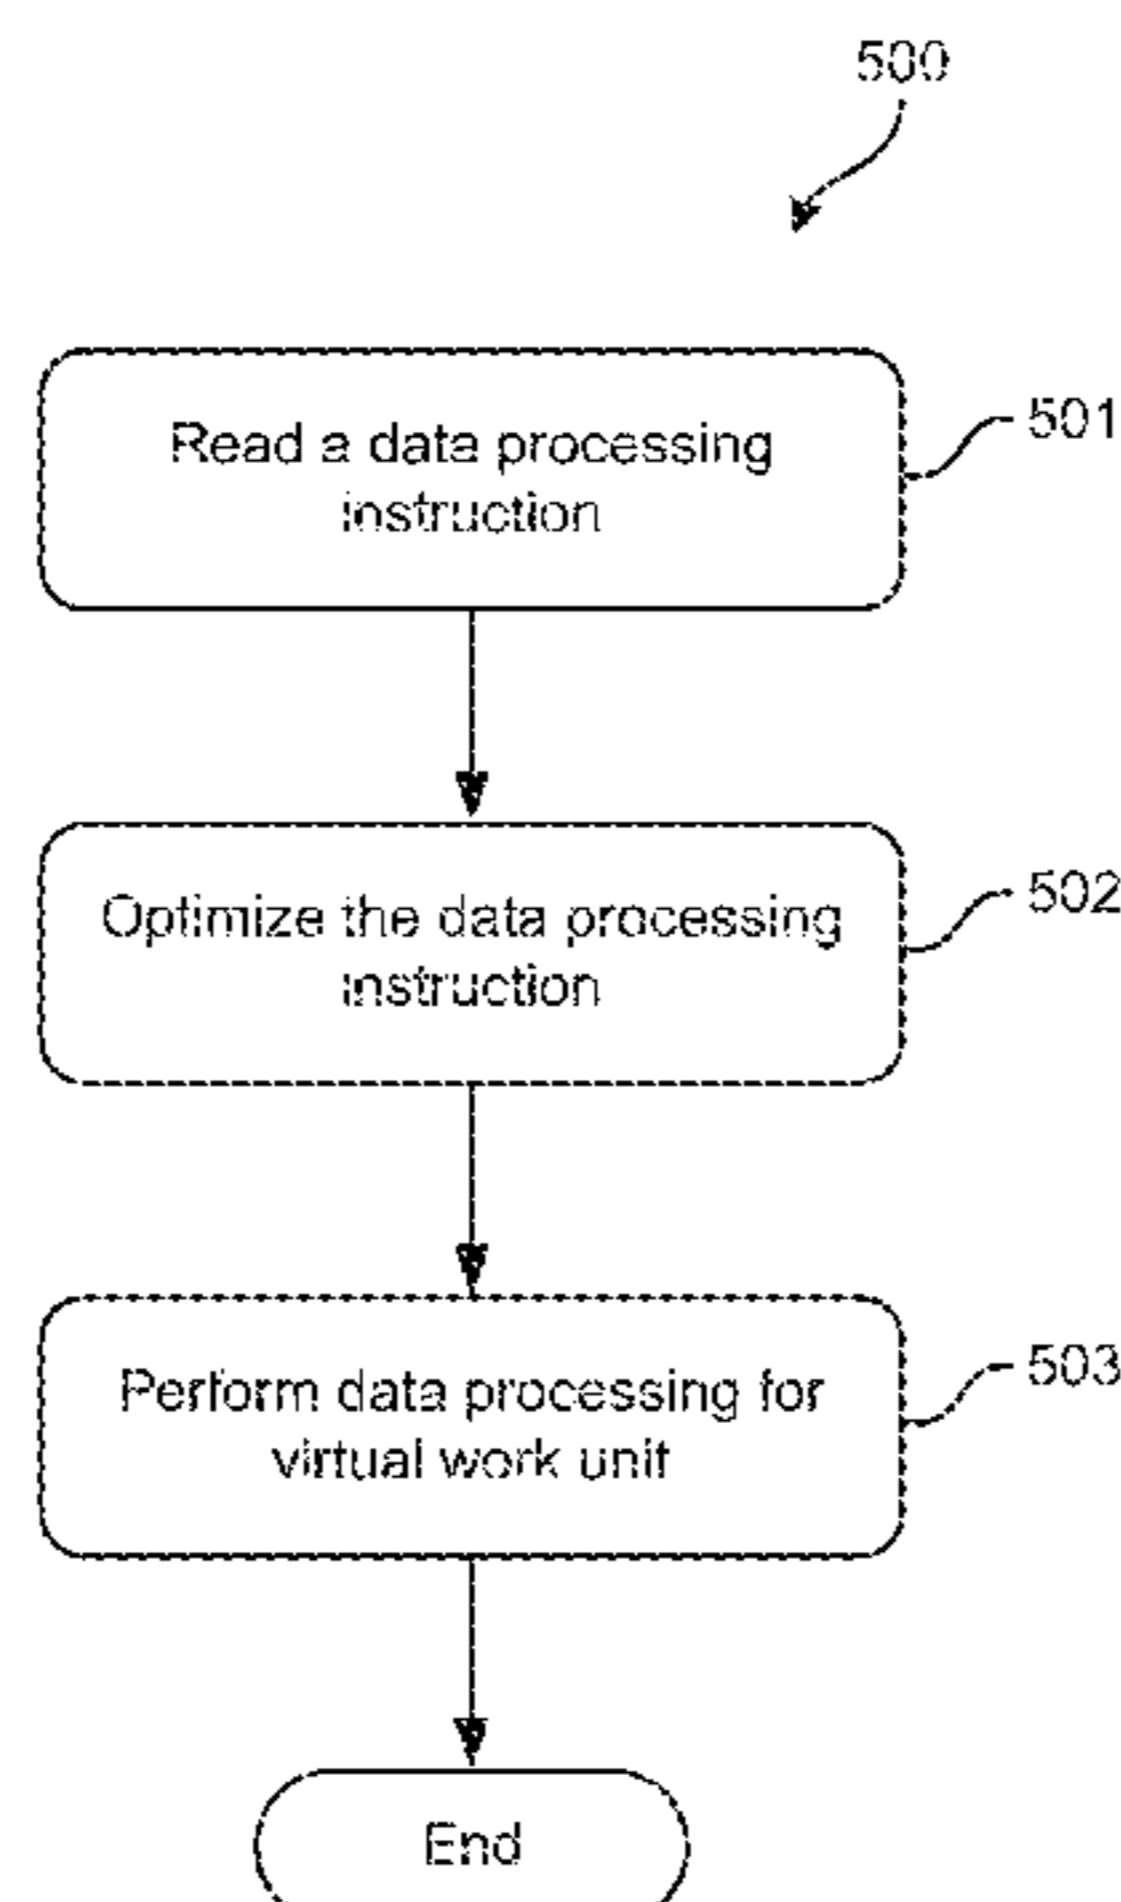 500
Read a data processing
instruction
501
Optimize the data processing
instruction
502
Perform data processing for
virtual work unit
503
End